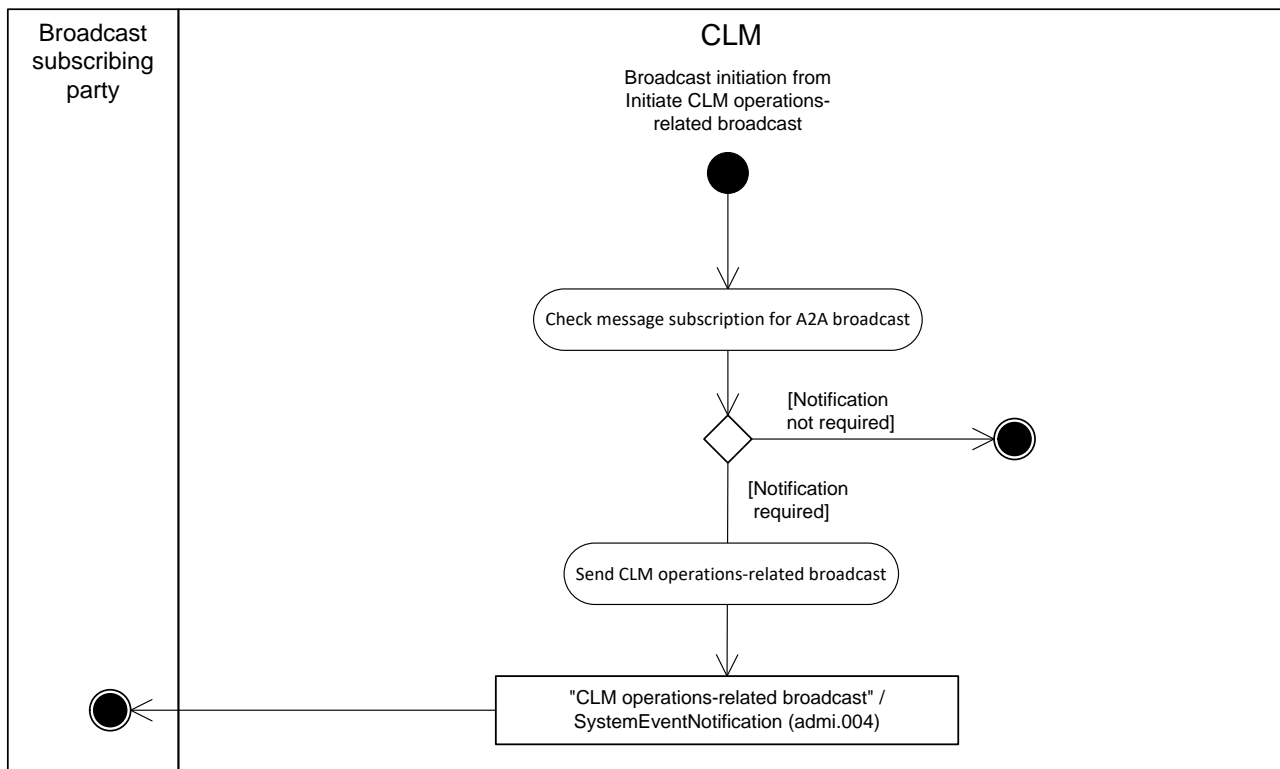 Broadcast
subscribing
party
CLM
Broadcast initiation from
Initiate CLM operations-
related broadcast
Check message subscription for A2A broadcast
[Notification
not required]
[Notification
required]
Send CLM operations-related broadcast
"CLM operations-related broadcast" /
SystemEventNotification (admi.004)